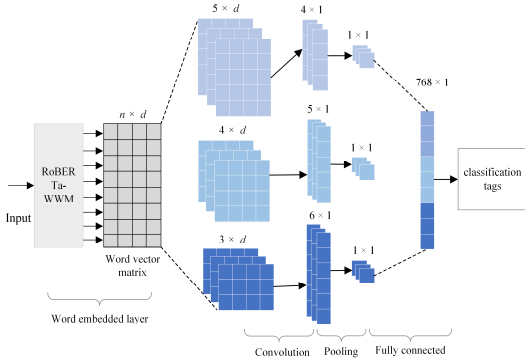 5 × d
4 × 1
1 × 1
768 × 1
n × d
5 × 1
4 × d
1 × 1
RoBER
Ta-
WWM
classification
tags
Input
6 × 1
3 × d
1 × 1
Word vector
matrix
Word embedded layer
Convolution
Pooling
Fully connected